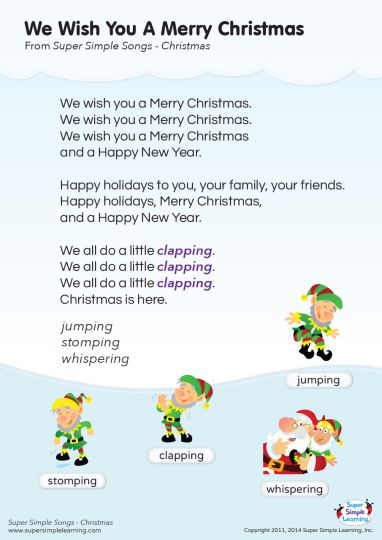 We Wish You A Merry Christmas
From Super Simple Songs - Christmas
We wish you a Merry Christmas.
We wish you a Merry Christmas.
We wish you a Merry Christmas
and a Happy New Year.
Happy holidays to you, your family, your friends.
Happy holidays, Merry Christmas,
and a Happy New Year.
We all do a little clapping.
We all do a little clapping.
We all do a little clapping.
Christmas is here.
jumping
stomping
whispering
jumping
clapping
stomping
whispering
Super
Simple
Learning
Super Simple Songs - Christmas
www.supersimplelearning.com
Copyright 2011, 2014 Super Simple Learning, Inc.